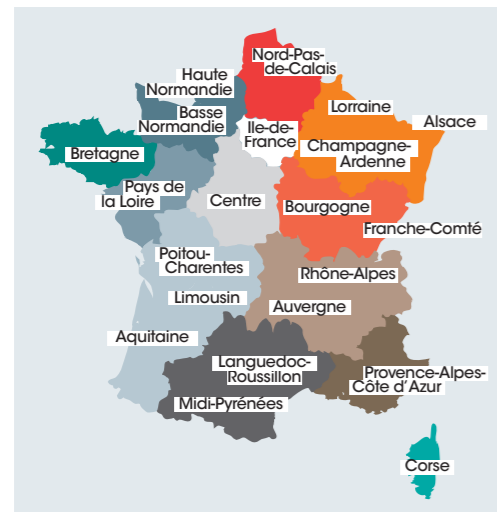 Nord-Pas-
de-Calais
Haute
Normandie
Basse
Normandie
Lorraine
Alsace
Ile-de-
France
Champagne-
Ardenne
Bretagne
Pays de
la Loire
Centre
Bourgogne
Franche-Comté
Poitou-
Charentes
Rhône-Alpes
Limousin
Auvergne
Aquitaine
Languedoc-
Roussillon
Provence-Alpes-
Côte d'Azur
Midi-Pyrénées
Corse